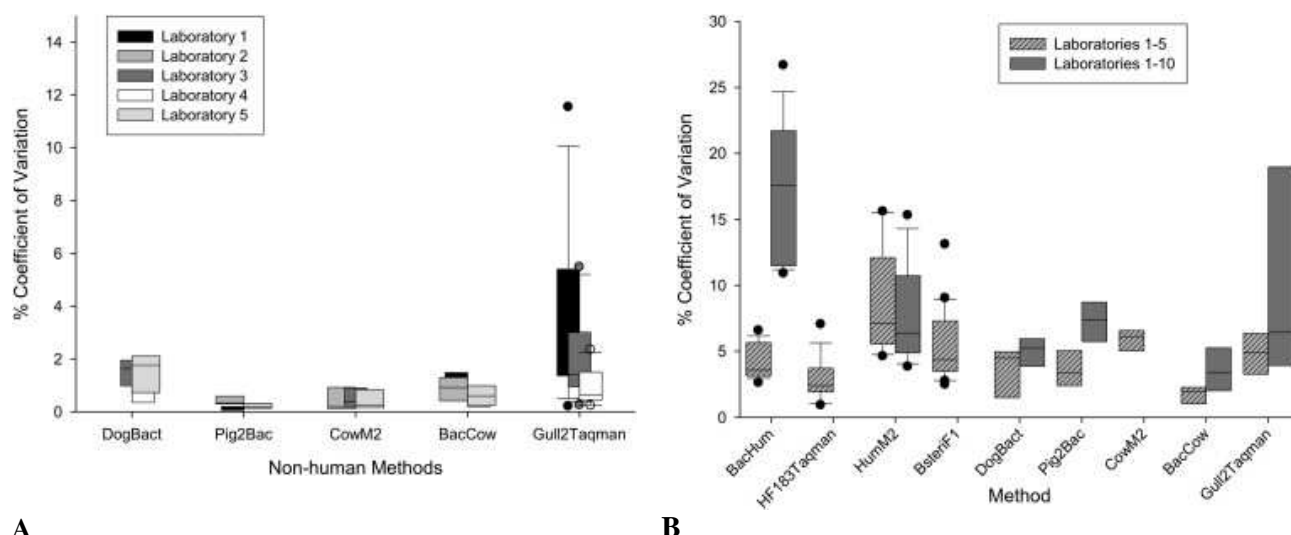 14
12
10
8
6
4
2
0
% Coefficient of Variation
Laboratory 1
Laboratory 2
Laboratory 3
Laboratory 4
Laboratory 5
DogBact
Pig2Bac
CowM2
BacCow
Gull2Taqman
Non-human Methods
A
30
25
20
15
10
5
0
% Coefficient of Variation
Laboratories 1-5
Laboratories 1-10
BacHum
HF183Taqman
HumM2
BsteriF1
DogBact
Pig2Bac
CowM2
BacCow
Gull2Taqman
Method
B